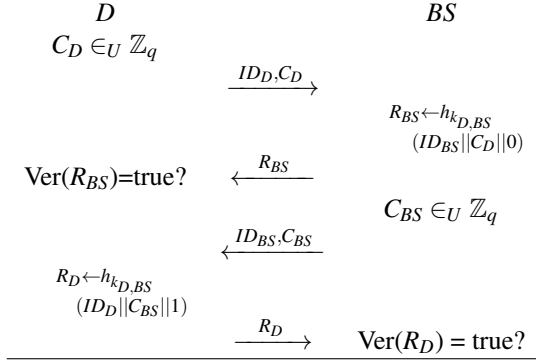 D BS
C_D ∈_U ℤ_q
ID_D,C_D
R_BS←h_{k_{D,BS}}
(ID_BS||C_D||0)
Ver(R_BS)=true? R_BS
C_BS ∈_U ℤ_q
ID_BS,C_BS
R_D←h_{k_{D,BS}}
(ID_D||C_BS||1)
R_D Ver(R_D) = true?